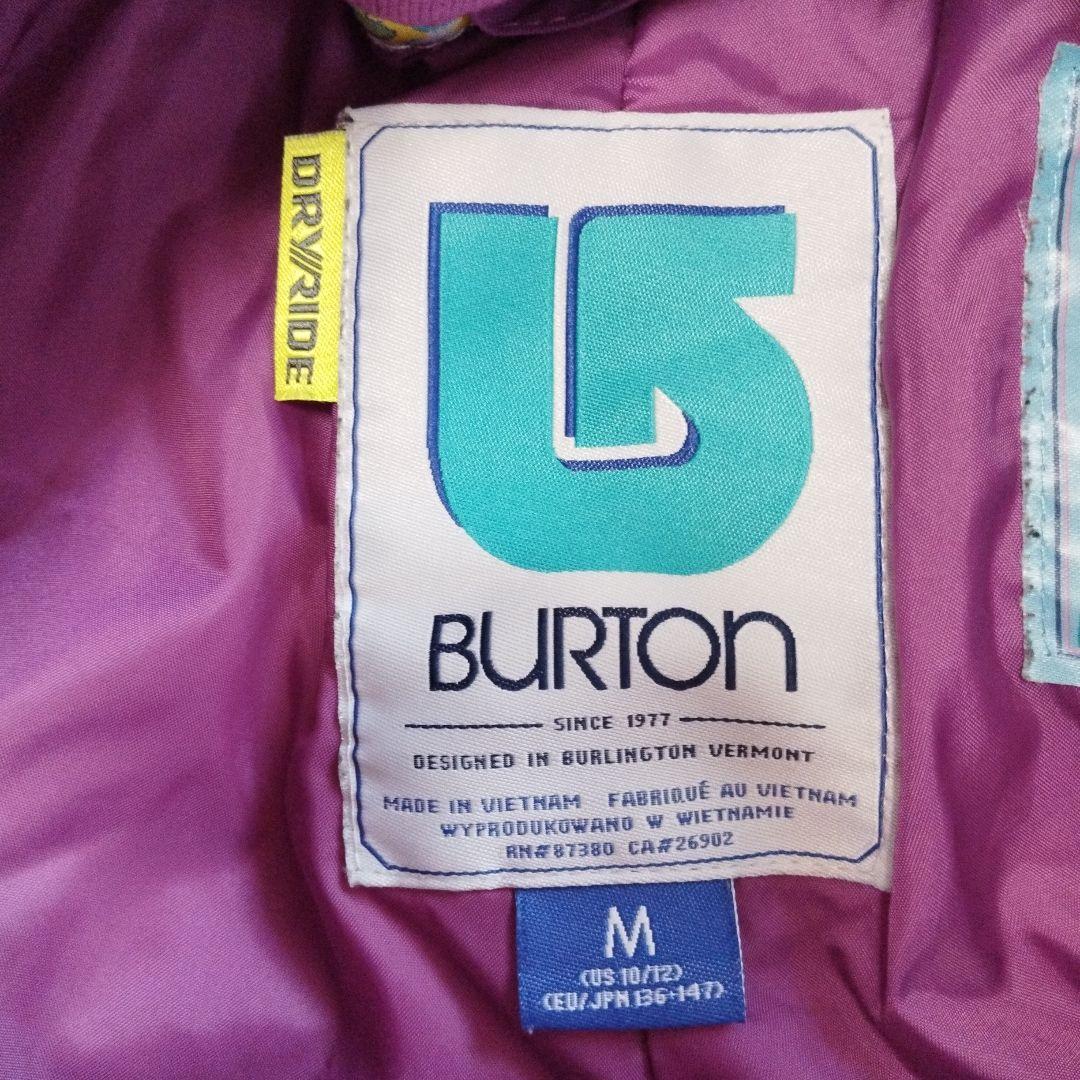 DRY//RIDE
BURTON
SINCE 1977
DESIGNED IN BURLINGTON VERMONT
MADE IN VIETNAM FABRIQUÉ AU VIETNAM
WYPRODUKOWANO W WIETNAMIE
RN#87380 CA#26902
M
(US 10/12)
(EU/JPN 136-147)